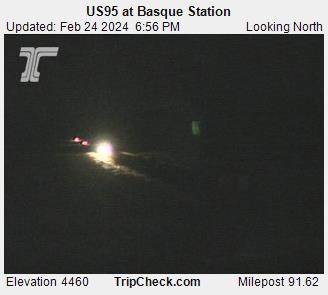 US95 at Basque Station
Updated: Feb 24 2024 6:56 PM Looking North
Elevation 4460 TripCheck.com Milepost 91.62